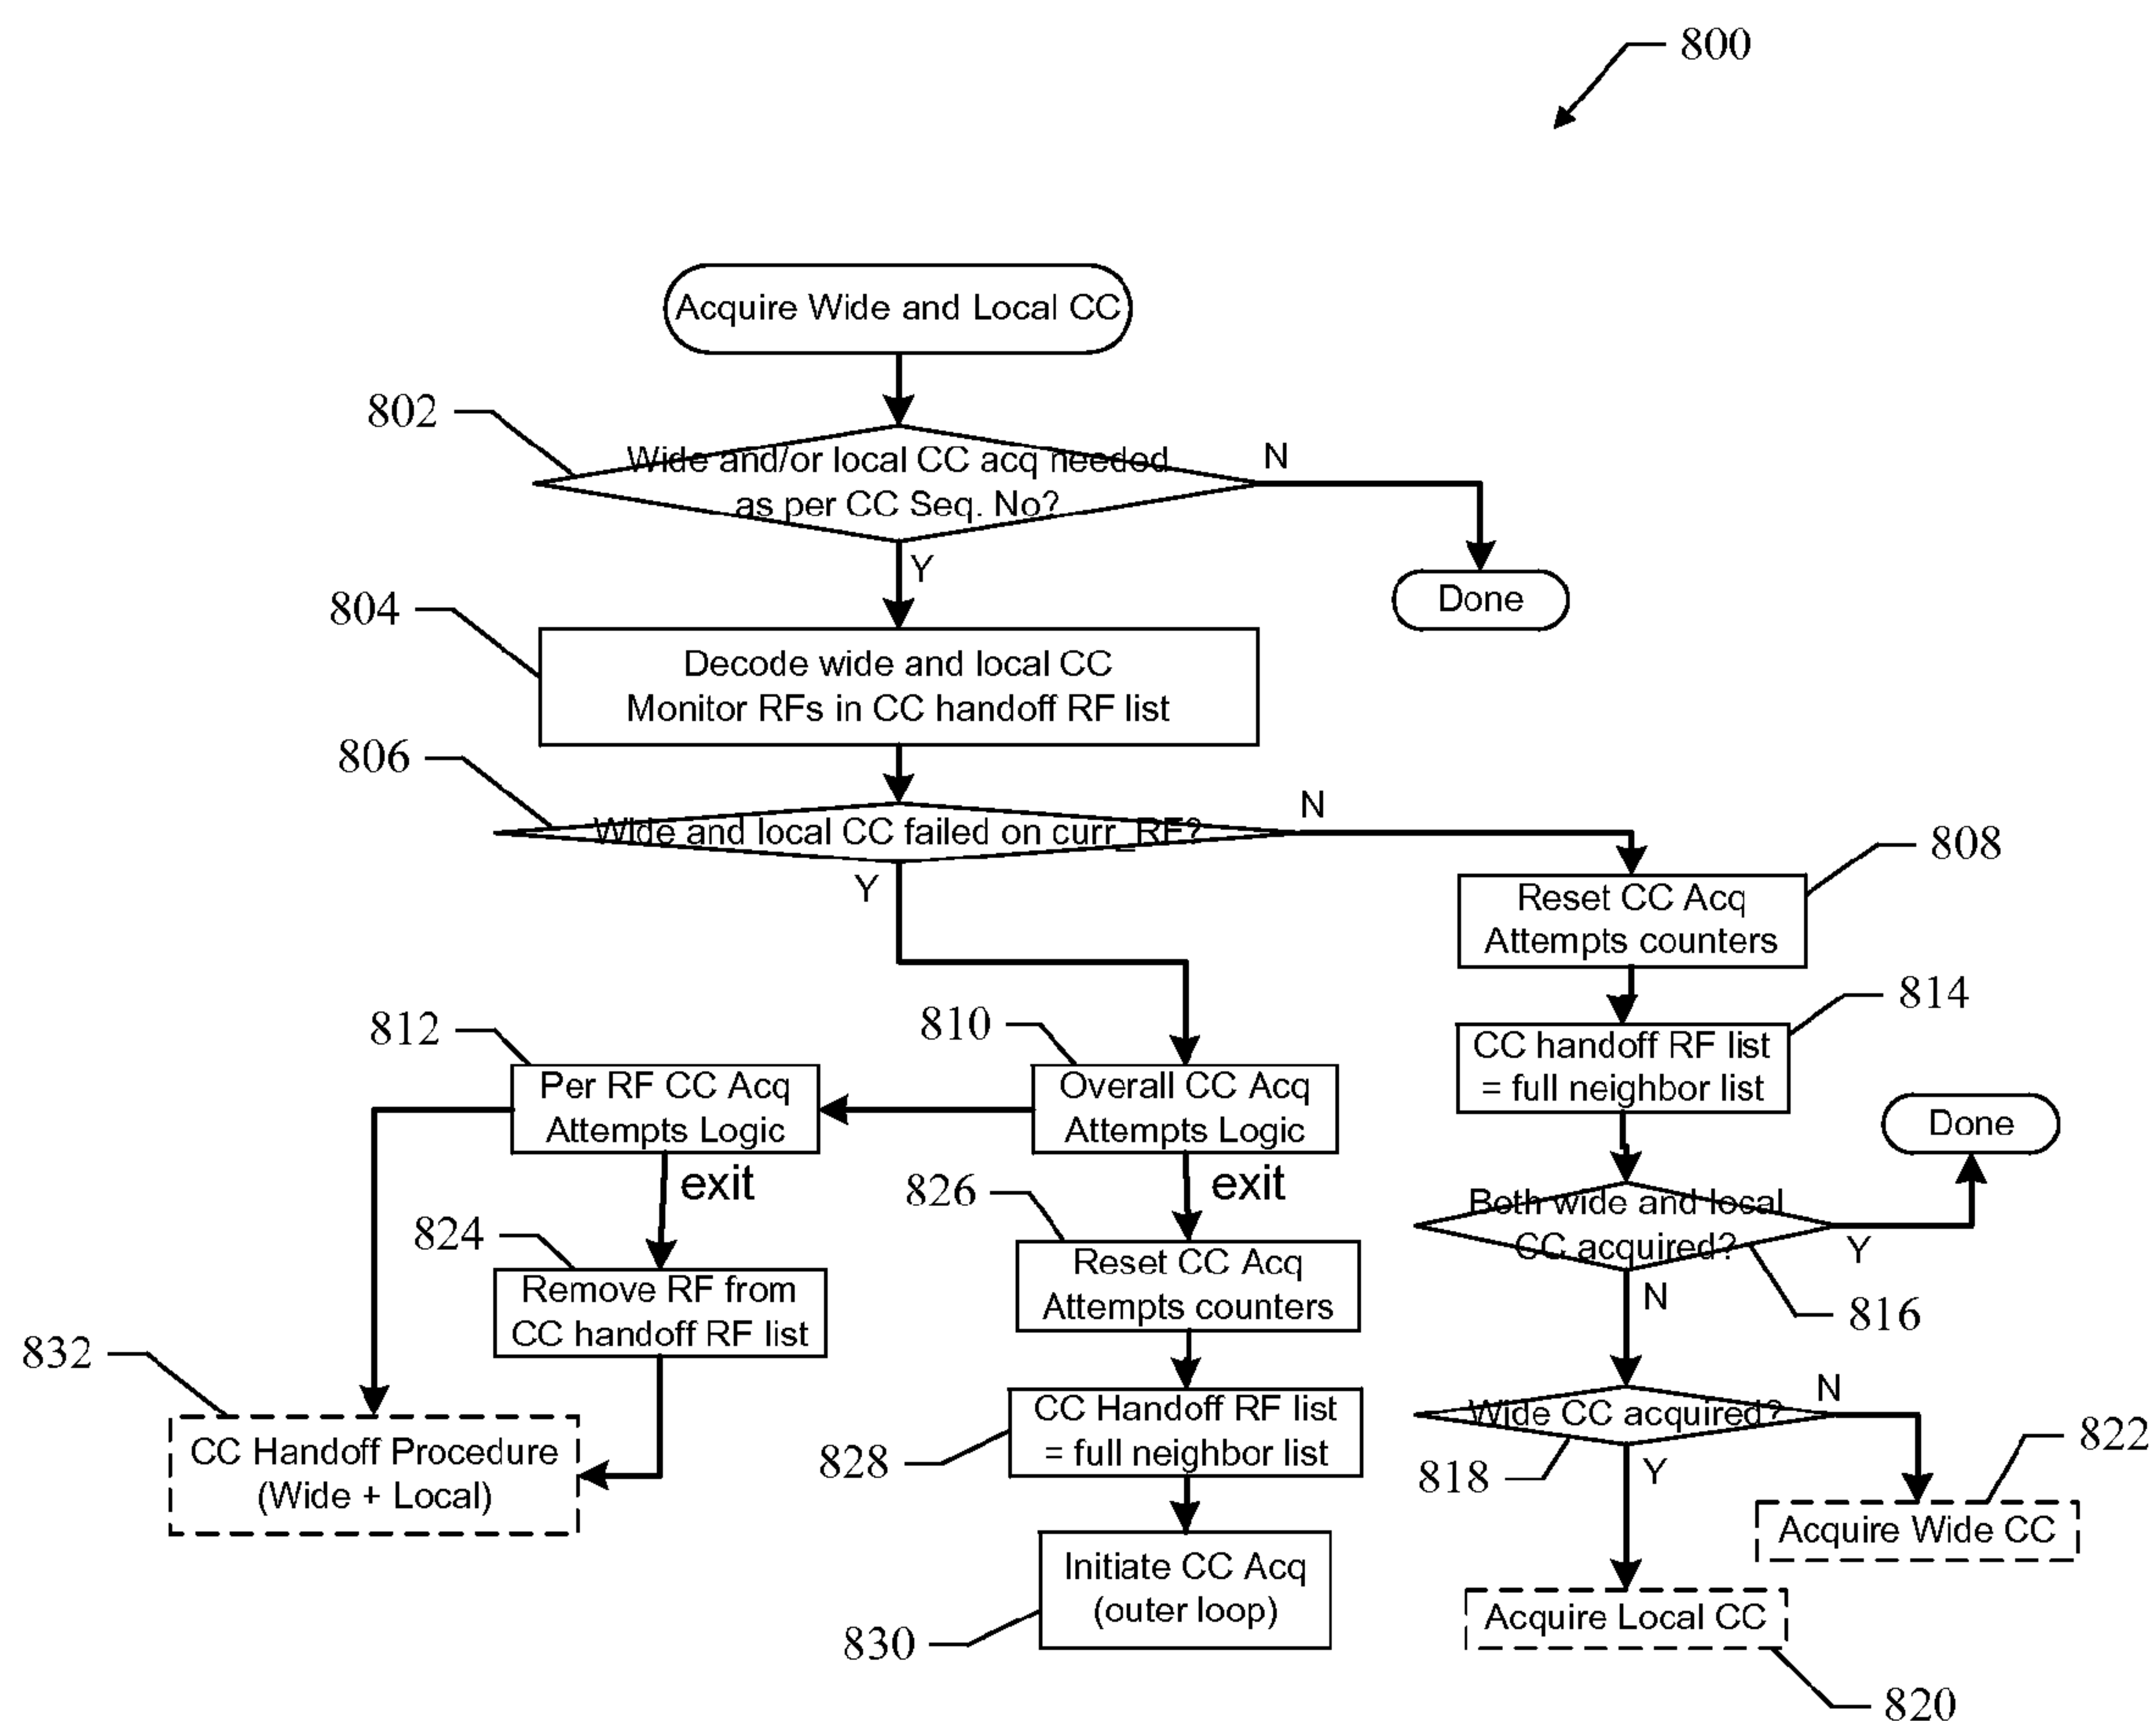 800
Acquire Wide and Local CC
802
Wide and/or local CC acq needed
as per CC Seq. No?
N
Y
Done
804
Decode wide and local CC
Monitor RFs in CC handoff RF list
806
Wide and local CC failed on curr_RF?
N
Y
808
Reset CC Acq
Attempts counters
814
CC handoff RF list
= full neighbor list
812
Per RF CC Acq
Attempts Logic
810
Overall CC Acq
Attempts Logic
Done
exit
826
exit
824
Remove RF from
CC handoff RF list
Reset CC Acq
Attempts counters
Both wide and local
CC acquired?
Y
N
816
832
CC Handoff Procedure
(Wide + Local)
CC Handoff RF list
= full neighbor list
828
Wide CC acquired?
N
Y
818
822
Acquire Wide CC
Initiate CC Acq
(outer loop)
830
Acquire Local CC
820